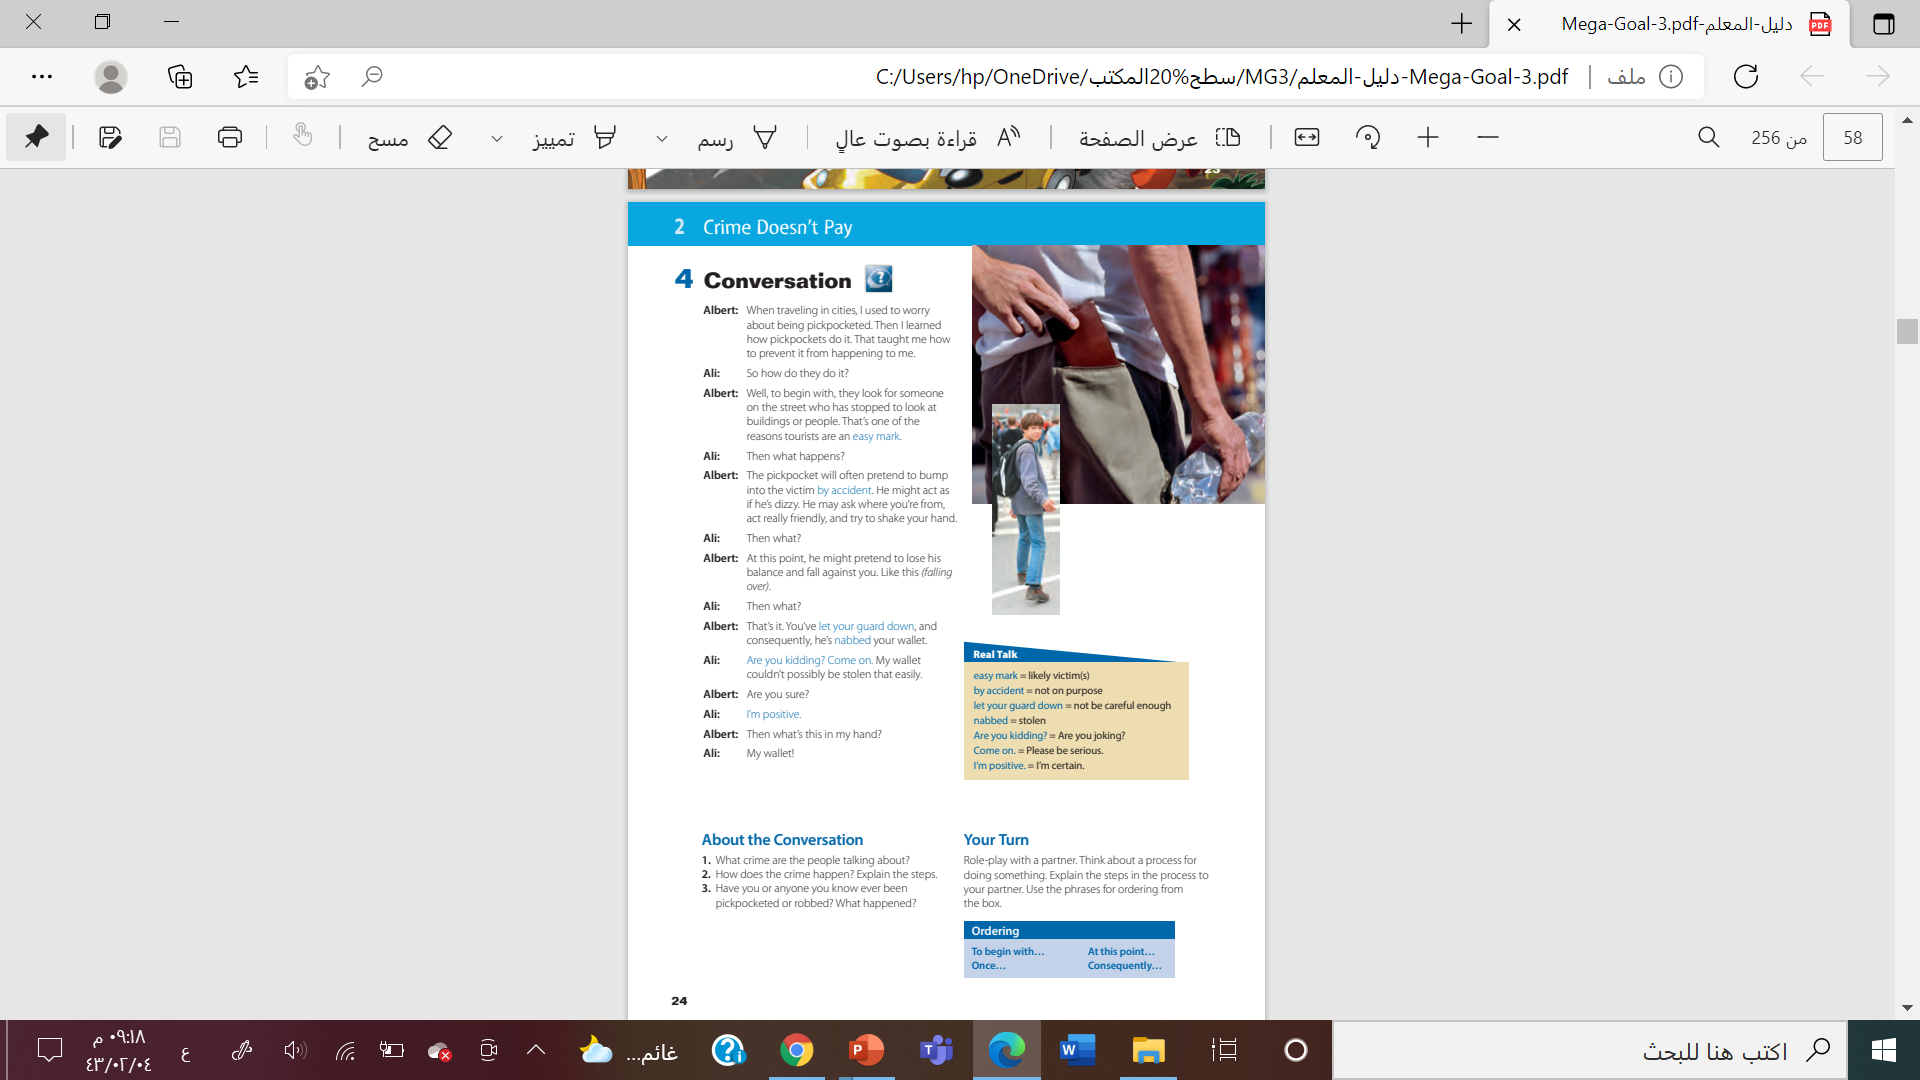 دليل-المعلم-Mega-Goal-3.pdf
PDF
ملف
C:/Users/hp/OneDrive/سطح%20المكتب/MG3/دليل-المعلم-Mega-Goal-3.pdf
58
من 256
عرض الصفحة
قراءة بصوت عالٍ
رسم
تمييز
مسح
23
2 Crime Doesn't Pay
4 Conversation
Albert: When traveling in cities, I used to worry
about being pickpocketed. Then I learned
how pickpockets do it. That taught me how
to prevent it from happening to me.
Ali: So how do they do it?
Albert: Well, to begin with, they look for someone
on the street who has stopped to look at
buildings or people. That's one of the
reasons tourists are an easy mark.
Ali: Then what happens?
Albert: The pickpocket will often pretend to bump
into the victim by accident. He might act as
if he's dizzy. He may ask where you're from,
act really friendly, and try to shake your hand.
Ali: Then what?
Albert: At this point, he might pretend to lose his
balance and fall against you. Like this (falling
over).
Ali: Then what?
Albert: That's it. You've let your guard down, and
consequently, he's nabbed your wallet.
Ali: Are you kidding? Come on. My wallet
couldn't possibly be stolen that easily.
Albert: Are you sure?
Ali: I'm positive.
Albert: Then what's this in my hand?
Ali: My wallet!
Real Talk
easy mark = likely victim(s)
by accident = not on purpose
let your guard down = not be careful enough
nabbed = stolen
Are you kidding? = Are you joking?
Come on. = Please be serious.
I'm positive. = I'm certain.
About the Conversation
1. What crime are the people talking about?
2. How does the crime happen? Explain the steps.
3. Have you or anyone you know ever been
pickpocketed or robbed? What happened?
Your Turn
Role-play with a partner. Think about a process for
doing something. Explain the steps in the process to
your partner. Use the phrases for ordering from
the box.
Ordering
To begin with… At this point…
Once… Consequently…
24
اكتب هنا للبحث
غائم...
ع
٠٩:١٨ م
٤٣/٠٢/٠٤